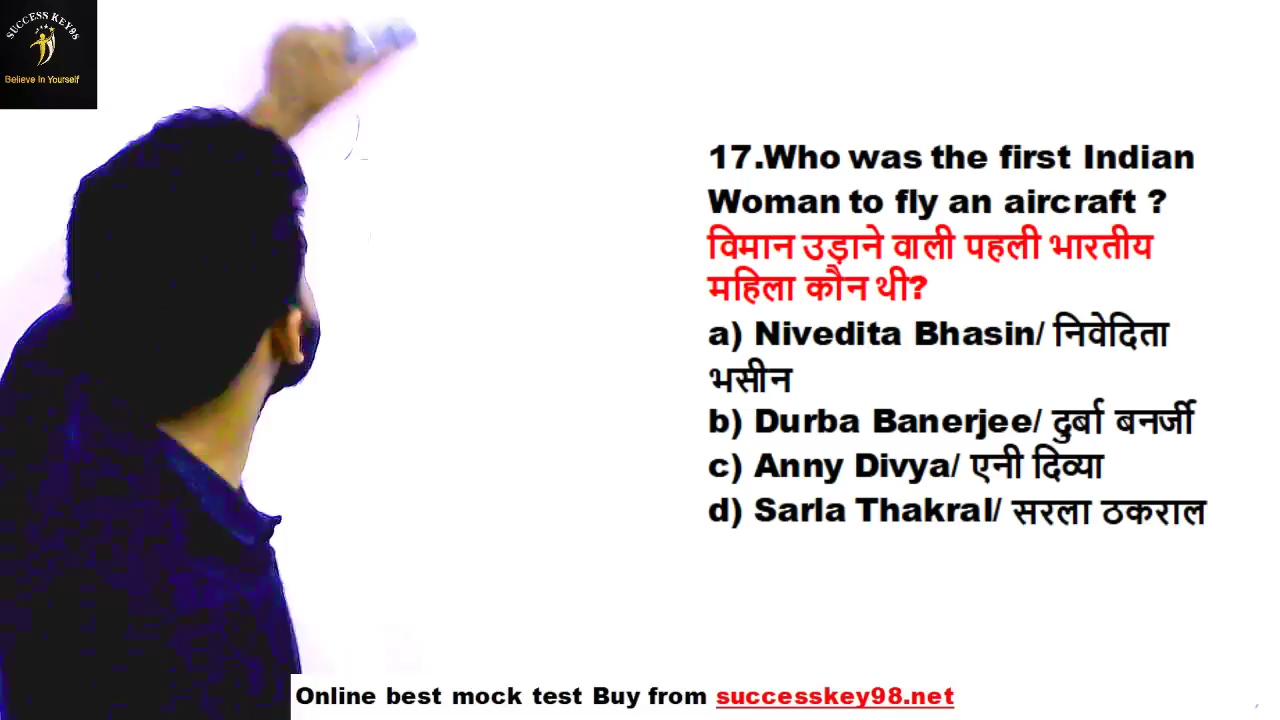 SUCCESS KEY98
Believe In Yourself
17.Who was the first Indian
Woman to fly an aircraft ?
विमान उड़ाने वाली पहली भारतीय
महिला कौन थी?
a) Nivedita Bhasin/ निवेदिता
भसीन
b) Durba Banerjee/ दुर्बा बनर्जी
c) Anny Divya/ एनी दिव्या
d) Sarla Thakral/ सरला ठकराल
Online best mock test Buy from successkey98.net